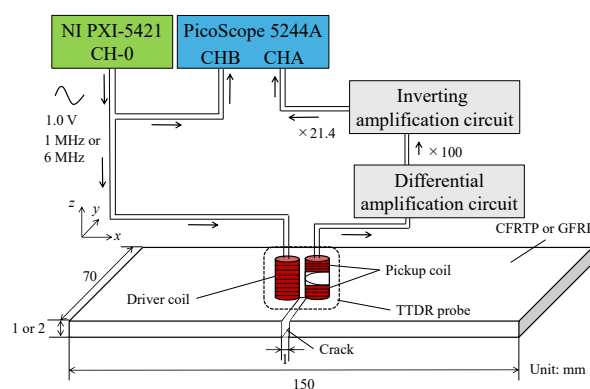 NI PXI-5421
CH-0
PicoScope 5244A
CHB CHA
1.0 V
1 MHz or
6 MHz
×21.4
Inverting
amplification circuit
×100
Differential
amplification circuit
z
y
x
CFRTP or GFRP
70
Driver coil
Pickup coil
TTDR probe
1 or 2
Crack
1
150
Unit: mm